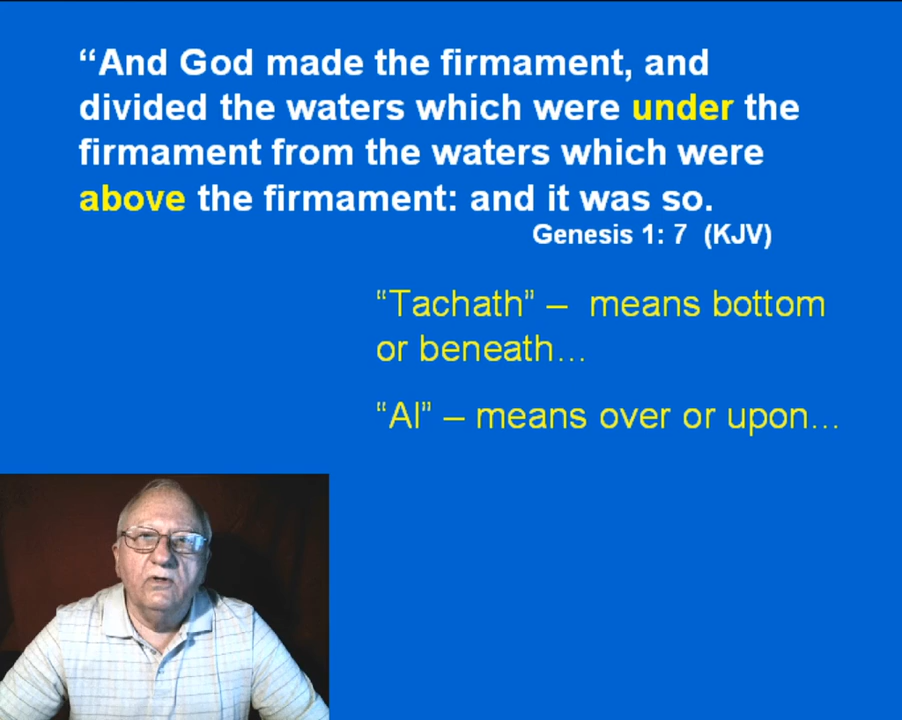 “And God made the firmament, and
divided the waters which were under the
firmament from the waters which were
above the firmament: and it was so.
Genesis 1: 7 (KJV)
“Tachath” – means bottom
or beneath…
“Al” – means over or upon…